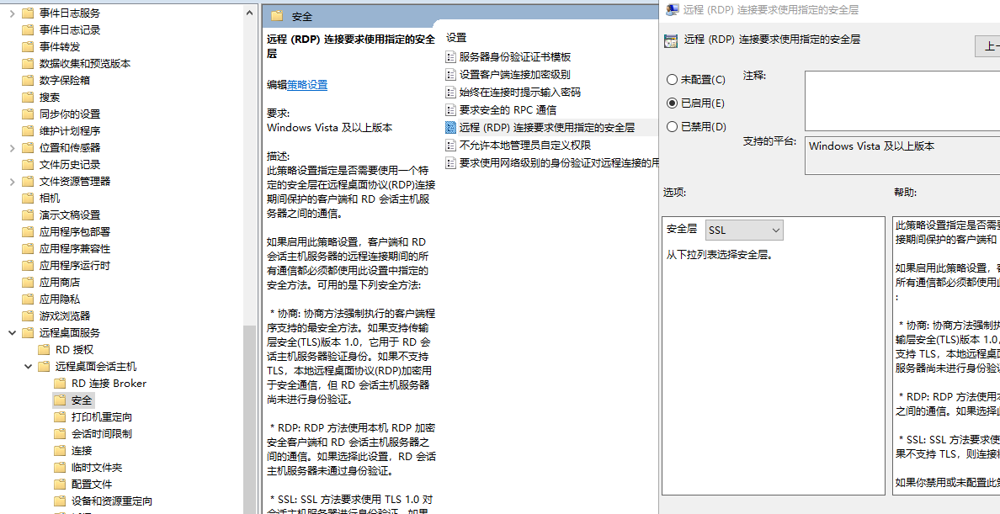 事件日志服务
事件日志记录
事件转发
数据收集和预览版本
数字保险箱
搜索
同步你的设置
维护计划程序
位置和传感器
文件历史记录
文件资源管理器
相机
演示文稿设置
应用程序包部署
应用程序兼容性
应用程序运行时
应用商店
应用隐私
游戏浏览器
远程桌面服务
RD 授权
远程桌面会话主机
RD 连接 Broker
安全
打印机重定向
会话时间限制
连接
临时文件夹
配置文件
设备和资源重定向
安全
远程 (RDP) 连接要求使用指定的安全
层
编辑策略设置
要求:
Windows Vista 及以上版本
描述:
此策略设置指定是否需要使用一个特
定的安全层在远程桌面协议(RDP)连接
期间保护的客户端和 RD 会话主机服
务器之间的通信。
如果启用此策略设置，客户端和 RD
会话主机服务器的远程连接期间的所
有通信都必须都使用此设置中指定的
安全方法。可用的是下列安全方法:
* 协商: 协商方法强制执行的客户端程
序支持的最安全方法。如果支持传输
层安全(TLS)版本 1.0，它用于 RD 会
话主机服务器验证身份。如果不支持
TLS，本地远程桌面协议(RDP)加密用
于安全通信，但 RD 会话主机服务器
尚未进行身份验证。
* RDP: RDP 方法使用本机 RDP 加密
安全客户端和 RD 会话主机服务器之
间的通信。如果选择此设置，RD 会话
主机服务器未通过身份验证。
* SSL: SSL 方法要求使用 TLS 1.0 对
会话主机服务器进行身份验证。如果
设置
服务器身份验证证书模板
设置客户端连接加密级别
始终在连接时提示输入密码
要求安全的 RPC 通信
远程 (RDP) 连接要求使用指定的安全层
不允许本地管理员自定义权限
要求使用网络级别的身份验证对远程连接的用
远程 (RDP) 连接要求使用指定的安全层
远程 (RDP) 连接要求使用指定的安全层
上一
未配置(C)
注释:
已启用(E)
已禁用(D)
支持的平台:
Windows Vista 及以上版本
选项:
帮助:
安全层
SSL
从下拉列表选择安全层。
此策略设置指定是否需要
接期间保护的客户端和
如果启用此策略设置，
所有通信都必须都使用此
:
* 协商: 协商方法强制执
输层安全(TLS)版本 1.0,
支持 TLS，本地远程桌面
服务器尚未进行身份验
* RDP: RDP 方法使用本
之间的通信。如果选择此
* SSL: SSL 方法要求使
果不支持 TLS，则连接
如果你禁用或未配置此策